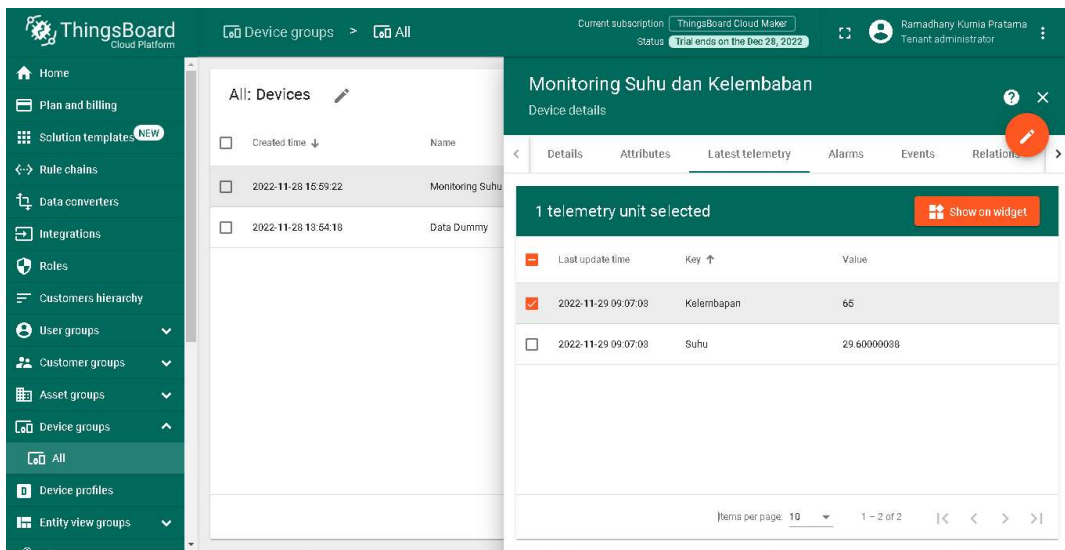 ThingsBoard
Cloud Platform
Device groups > All
Current subscription ThingsBoard Cloud Maker
Status Trial ends on the Dec 28, 2022
Ramadhany Kurnia Pratama
Tenant administrator
Home
Plan and billing
Solution templates NEW
Rule chains
Data converters
Integrations
Roles
Customers hierarchy
User groups
Customer groups
Asset groups
Device groups
All
Device profiles
Entity view groups
All: Devices
Created time Name
2022-11-28 15:59:22 Monitoring Suhu
2022-11-28 13:54:18 Data Dummy
Monitoring Suhu dan Kelembaban
Device details
Details Attributes Latest telemetry Alarms Events Relations
1 telemetry unit selected
Show on widget
Last update time Key Value
2022-11-29 09:07:03 Kelembapan 65
2022-11-29 09:07:03 Suhu 29.60000038
Items per page: 10 1 – 2 of 2